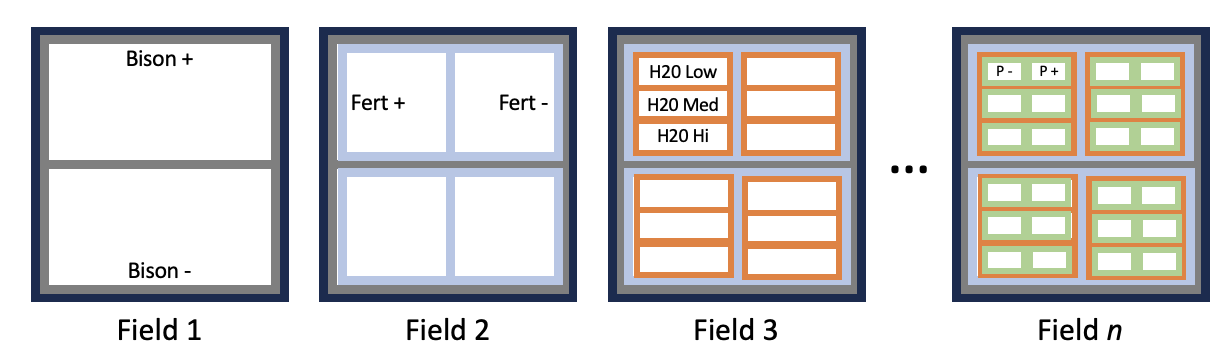 Bison +
Bison -
Field 1
Fert +
Fert -
Field 2
H20 Low
H20 Med
H20 Hi
Field 3
...
P -
P +
Field n